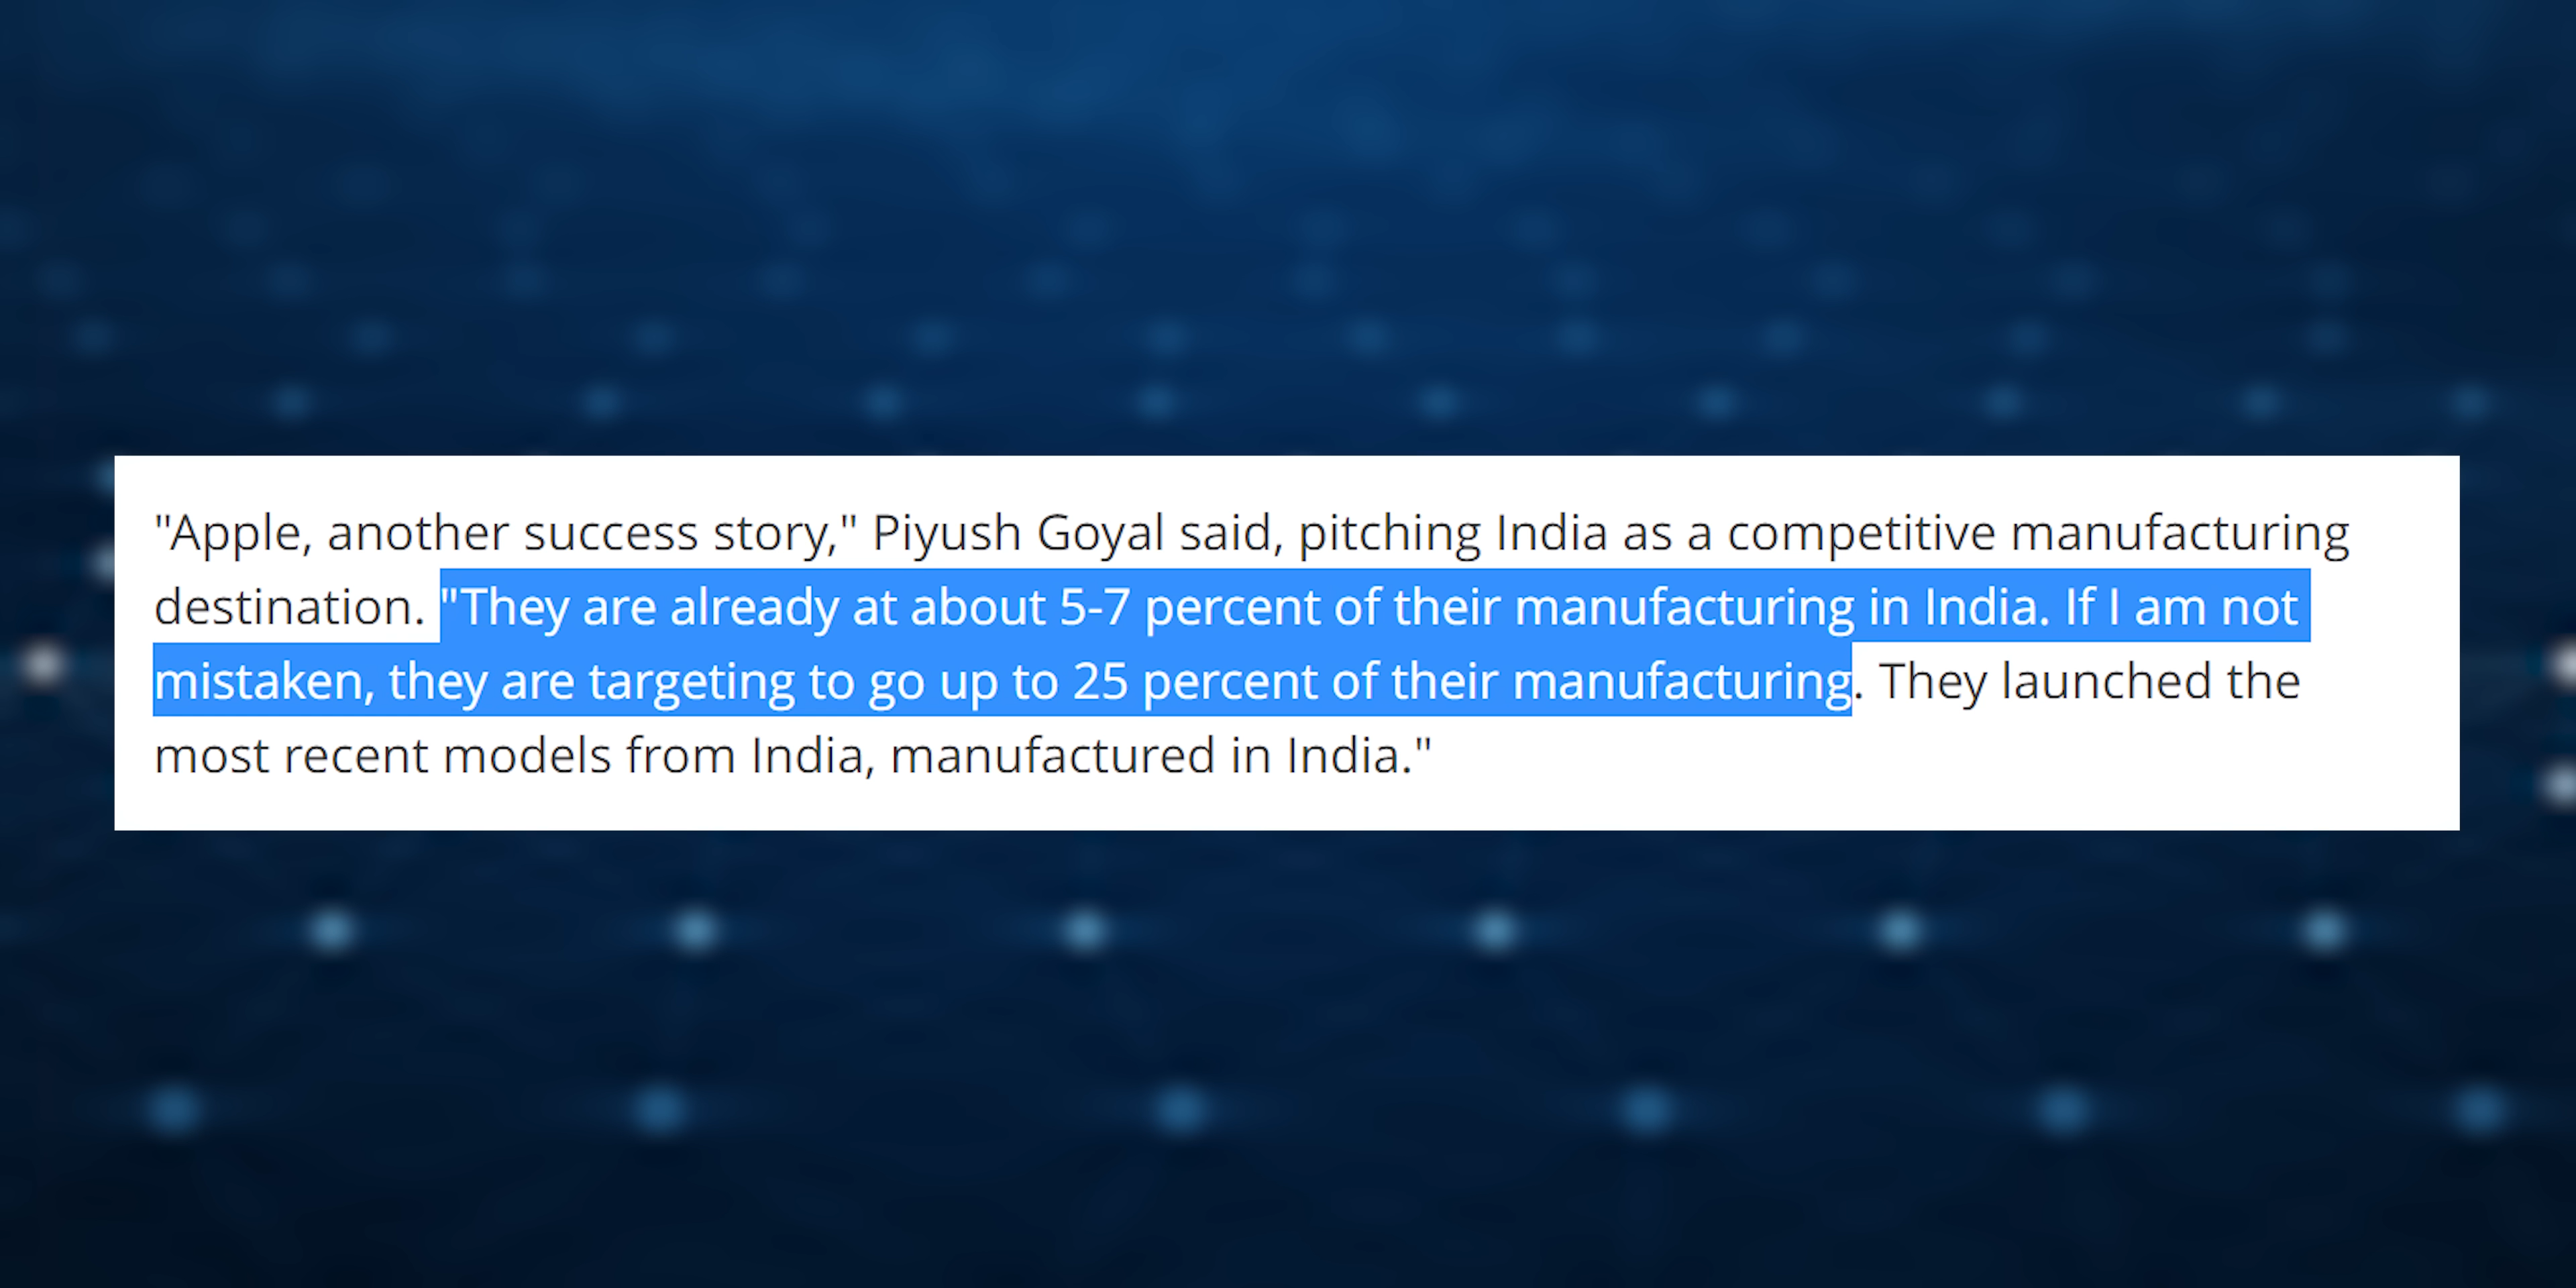 "Apple, another success story," Piyush Goyal said, pitching India as a competitive manufacturing
destination. "They are already at about 5-7 percent of their manufacturing in India. If I am not
mistaken, they are targeting to go up to 25 percent of their manufacturing. They launched the
most recent models from India, manufactured in India."